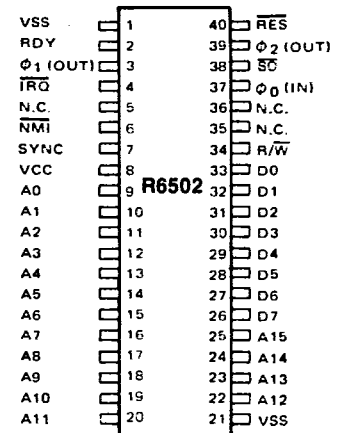 VSS 1 40 R̅E̅S̅
RDY 2 39 ϕ2 (OUT)
ϕ1 (OUT) 3 38 S̅O̅
I̅R̅Q̅ 4 37 ϕ0 (IN)
N.C. 5 36 N.C.
N̅M̅I̅ 6 35 N.C.
SYNC 7 34 R/W̅
VCC 8 33 D0
A0 9 R6502 32 D1
A1 10 31 D2
A2 11 30 D3
A3 12 29 D4
A4 13 28 D5
A5 14 27 D6
A6 15 26 D7
A7 16 25 A15
A8 17 24 A14
A9 18 23 A13
A10 19 22 A12
A11 20 21 VSS